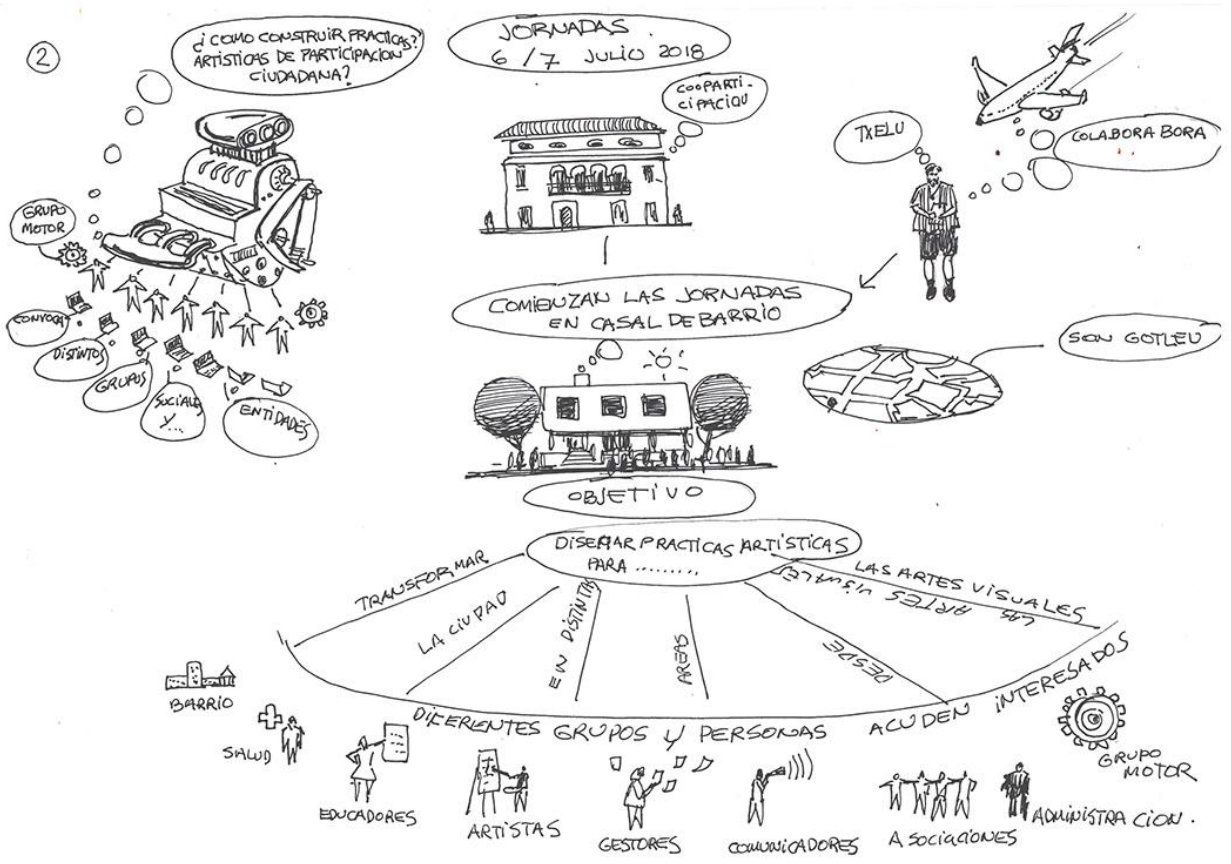 2
¿COMO CONSTRUIR PRACTICAS?
ARTÍSTICAS DE PARTICIPACION
CIUDADANA?
JORNADAS.
6 / 7 JULIO 2018
COOPARTI-
CIPACION
TXELU
COLABORA BORA
GRUPO
MOTOR
CONVOCA
DISTINTOS
GRUPOS
SOCIALES
Y...
ENTIDADES
COMIENZAN LAS JORNADAS
EN CASAL DE BARRIO
SON GOTLEU
OBJETIVO
DISEÑAR PRACTICAS ARTÍSTICAS
PARA .........
TRANSFORMAR
LA CIUDAD
EN DISTINTAS
AREAS
DESDE
LAS ARTES VISUALES
LAS ARTES VISUALES
DIFERENTES GRUPOS Y PERSONAS ACUDEN INTERESADOS
BARRIO
SALUD
EDUCADORES
ARTISTAS
GESTORES
COMUNICADORES
ASOCIACIONES
ADMINISTRACION.
GRUPO
MOTOR